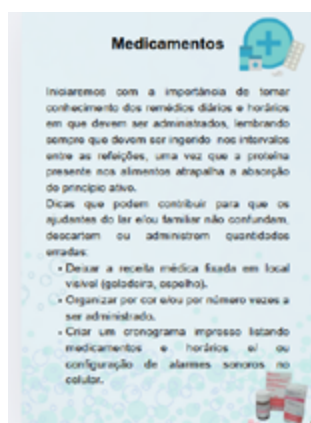 Medicamentos
Iniciaremos com a importância de tomar
conhecimento dos remédios diários e horários
em que devem ser administrados, lembrando
sempre que devem ser ingerido nos intervalos
entre as refeições, uma vez que a proteína
presente nos alimentos atrapalha a absorção
do princípio ativo.
Dicas que podem contribuir para que os
ajudantes do lar e/ou familiar não confundam,
descartem ou administrem quantidades
erradas:
• Deixar a receita médica fixada em local
visível (geladeira, espelho).
• Organizar por cor e/ou por número vezes a
ser administrado.
• Criar um cronograma impresso listando
medicamentos e horários e/ ou
configuração de alarmes sonoros no
celular.